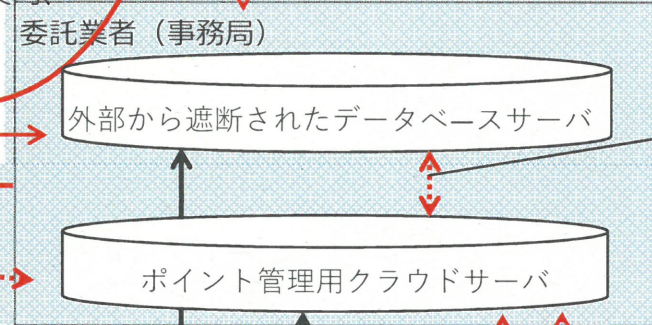 委託業者（事務局）
外部から遮断されたデータベースサーバ
ポイント管理用クラウドサーバ